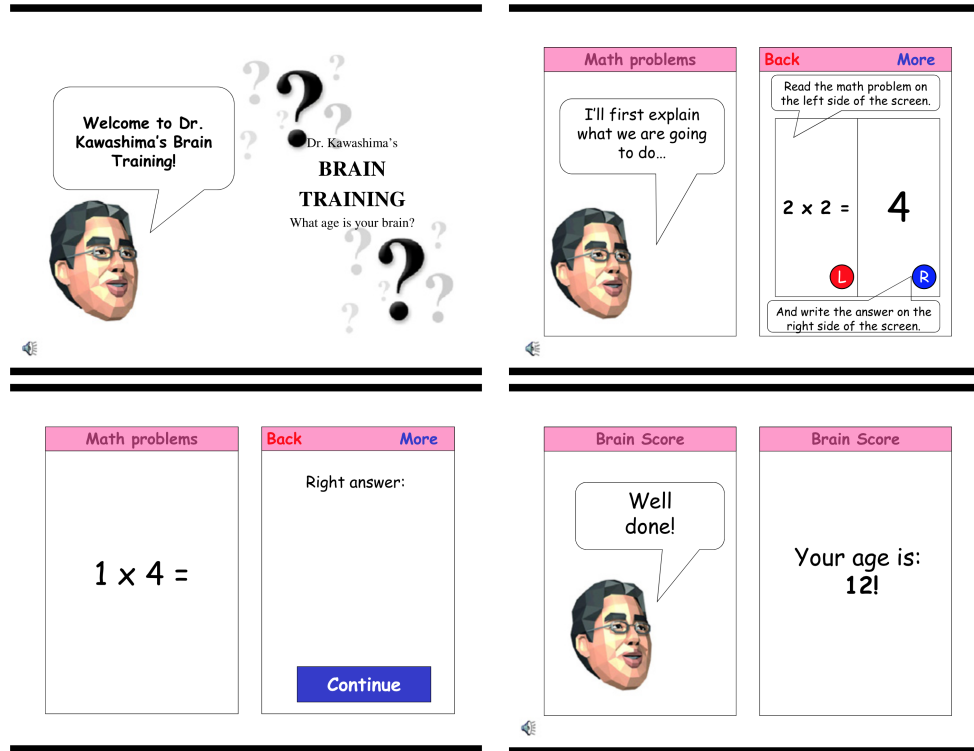 Welcome to Dr.
Kawashima's Brain
Training!
Dr. Kawashima's
BRAIN
TRAINING
What age is your brain?
Math problems
I'll first explain
what we are going
to do…
Back More
Read the math problem on
the left side of the screen.
2 x 2 = 4
L R
And write the answer on the
right side of the screen.
Math problems
1 x 4 =
Back More
Right answer:
Continue
Brain Score
Well
done!
Brain Score
Your age is:
12!